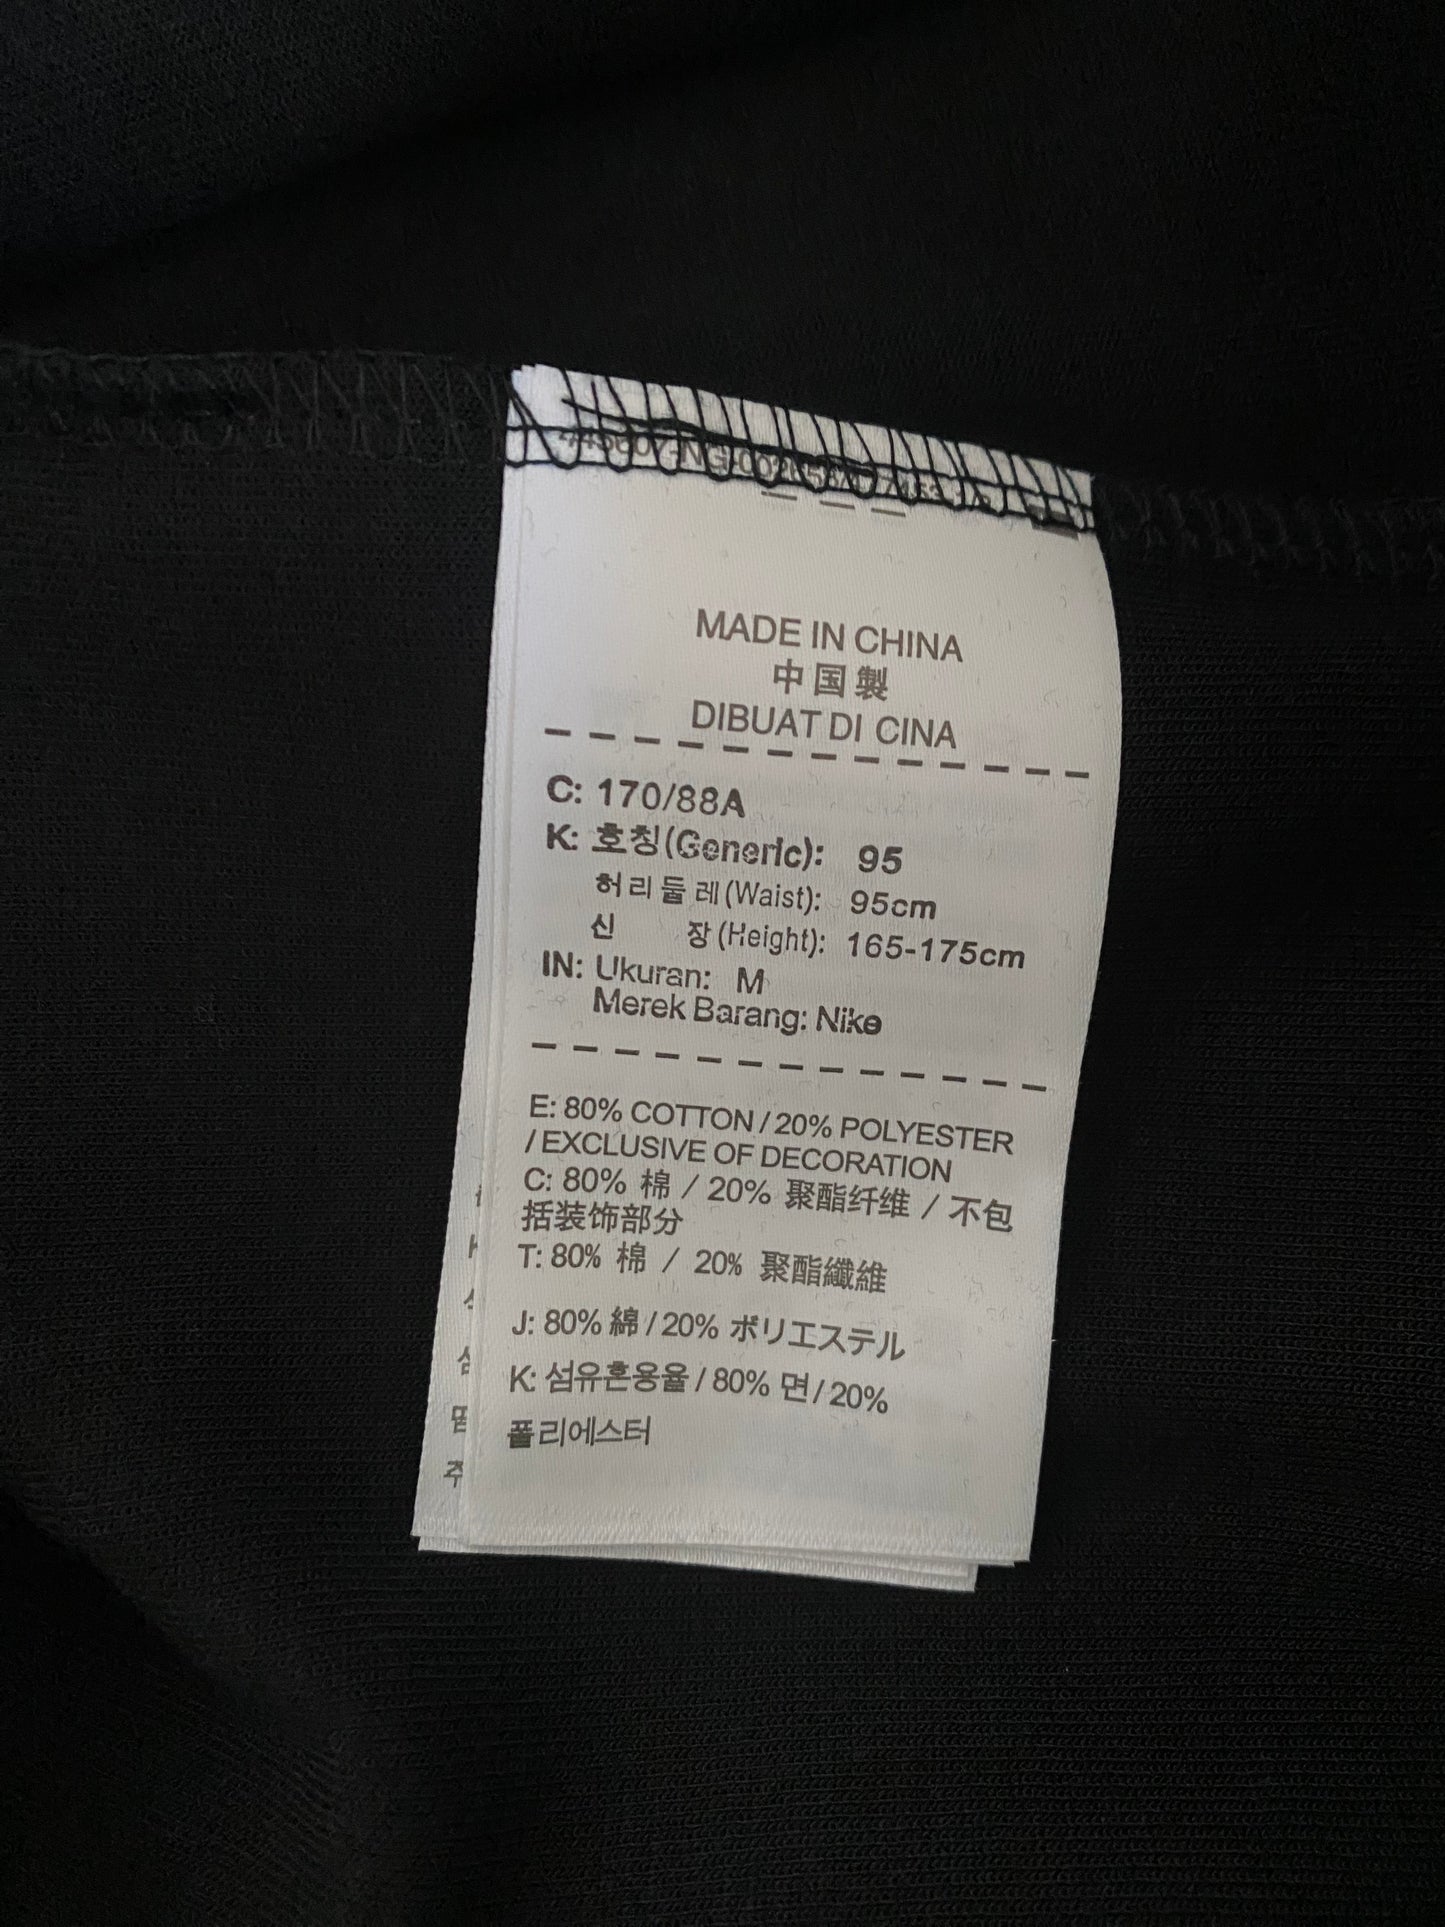 MADE IN CHINA
中国製
DIBUAT DI CINA
C: 170/88A
K: 호칭(Generic): 95
허리둘레(Waist): 95cm
신 장(Height): 165-175cm
IN: Ukuran: M
Merek Barang: Nike
E: 80% COTTON / 20% POLYESTER
/ EXCLUSIVE OF DECORATION
C: 80% 棉 / 20% 聚酯纤维 / 不包
括装饰部分
T: 80% 棉 / 20% 聚酯纖維
J: 80% 綿 / 20% ポリエステル
K: 섬유혼용율 / 80% 면 / 20%
폴리에스터